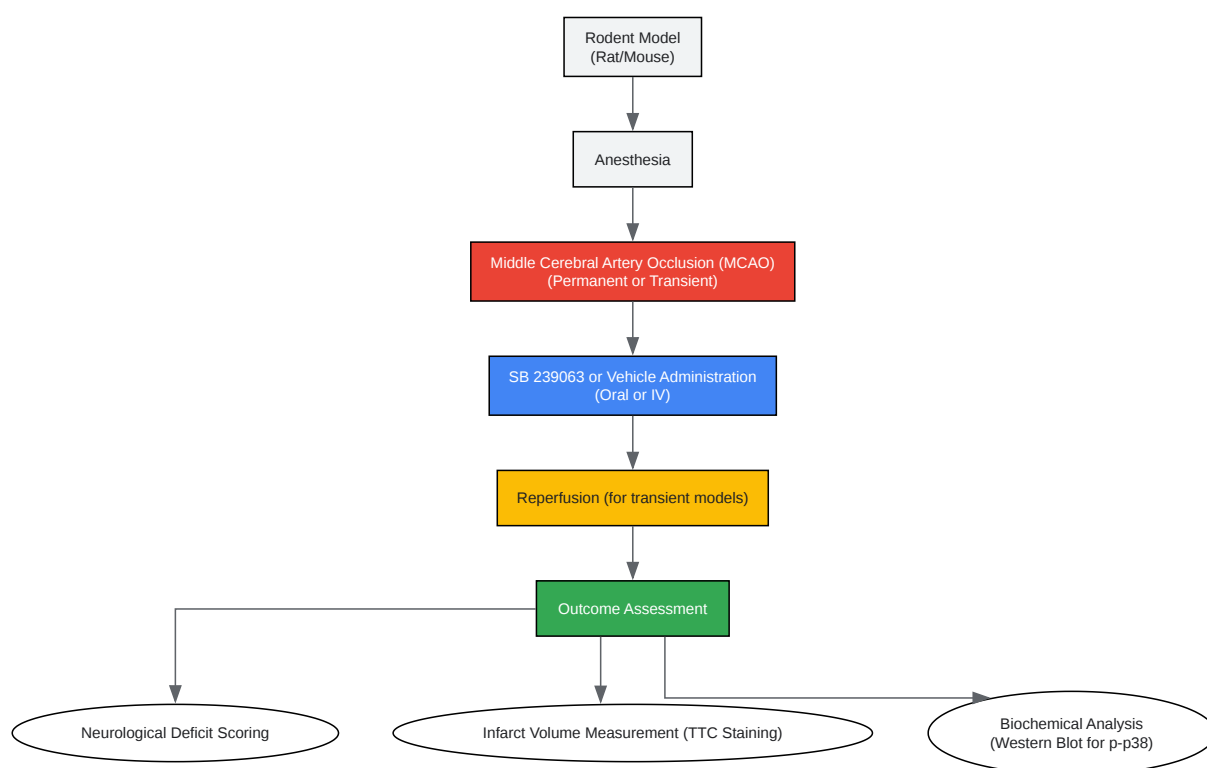 Rodent Model
(Rat/Mouse)
Anesthesia
Middle Cerebral Artery Occlusion (MCAO)
(Permanent or Transient)
SB 239063 or Vehicle Administration
(Oral or IV)
Reperfusion (for transient models)
Outcome Assessment
Neurological Deficit Scoring
Infarct Volume Measurement (TTC Staining)
Biochemical Analysis
(Western Blot for p-p38)